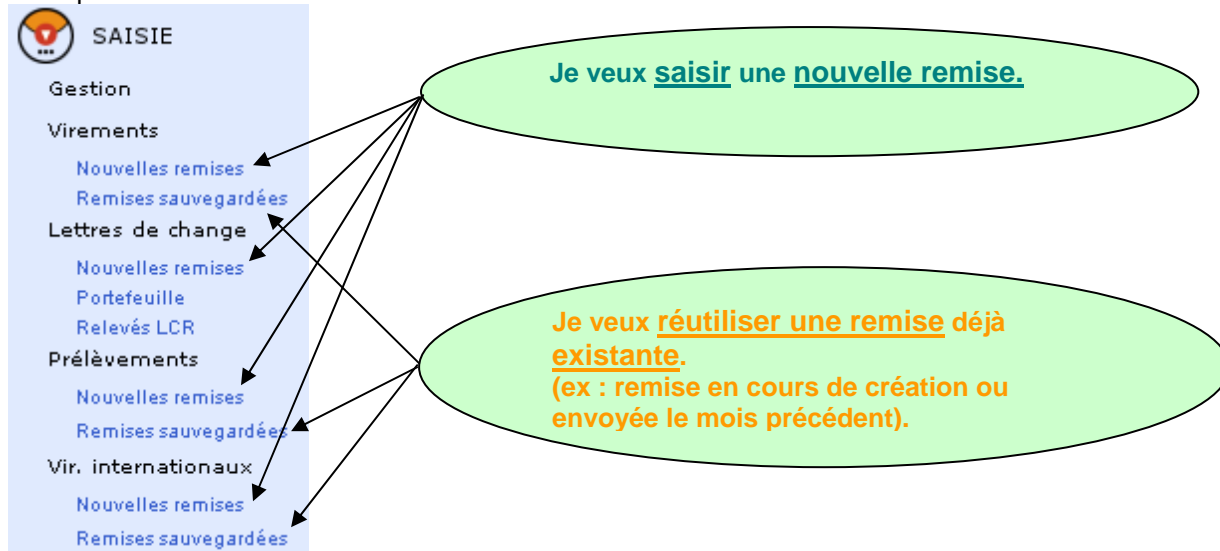 SAISIE
Gestion
Virements
Nouvelles remises
Remises sauvegardées
Lettres de change
Nouvelles remises
Portefeuille
Relevés LCR
Prélèvements
Nouvelles remises
Remises sauvegardées
Vir. internationaux
Nouvelles remises
Remises sauvegardées
Je veux saisir une nouvelle remise.
Je veux réutiliser une remise déjà
existante.
(ex : remise en cours de création ou
envoyée le mois précédent).